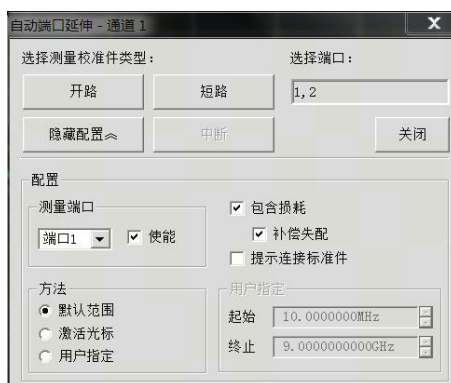 自动端口延伸 - 通道 1
选择测量校准件类型: 选择端口:
开路 短路 1,2
隐藏配置︽ 中断 关闭
配置
测量端口 包含损耗
端口1 使能 补偿失配
提示连接标准件
方法 用户指定
默认范围 起始 10.0000000MHz
激活光标
用户指定 终止 9.0000000000GHz